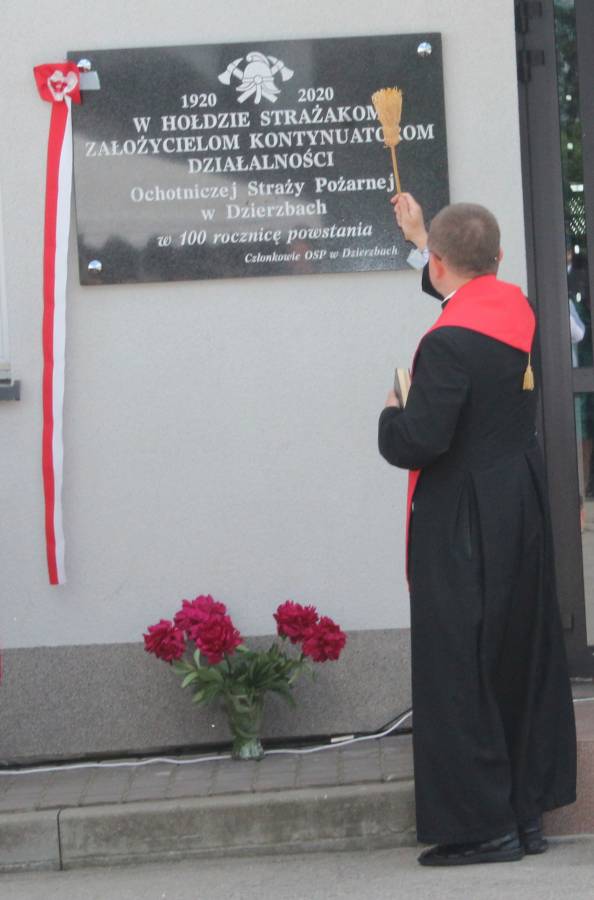 1920 2020
W HOŁDZIE STRAŻAKOM
ZAŁOŻYCIELOM KONTYNUATOROM
DZIAŁALNOŚCI
Ochotniczej Straży Pożarnej
w Dzierzbach
w 100 rocznicę powstania
Członkowie OSP w Dzierzbach